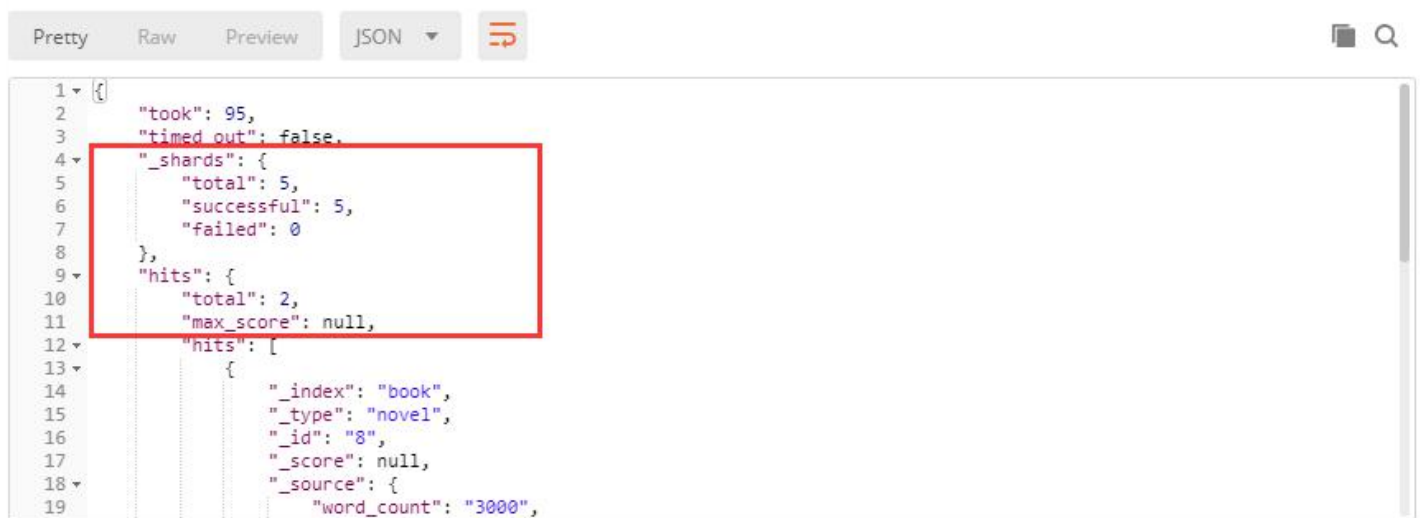 Pretty Raw Preview JSON
1 {
2 "took": 95,
3 "timed_out": false,
4 "_shards": {
5 "total": 5,
6 "successful": 5,
7 "failed": 0
8 },
9 "hits": {
10 "total": 2,
11 "max_score": null,
12 "hits": [
13 {
14 "_index": "book",
15 "_type": "novel",
16 "_id": "8",
17 "_score": null,
18 "_source": {
19 "word_count": "3000",